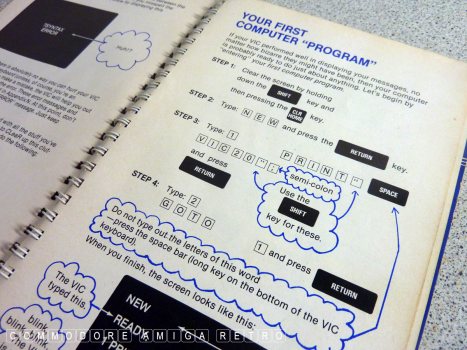 ?SYNTAX
ERROR
Huh?
YOUR FIRST
COMPUTER "PROGRAM"
If your VIC performed well in displaying your messages, no
matter how bizarre they might have been, then your computer
is probably ready to do just about anything. Let's begin by
"entering" your first computer program.
STEP 1: Clear the screen by holding
down the SHIFT key and
then pressing the CLR HOME key.
STEP 2: Type: N E W and press the RETURN key.
STEP 3: Type: 1 P R I N T " SPACE
V I C 2 0 " ;
and press RETURN
semi-colon
Use the
SHIFT
key for these.
STEP 4: Type: 2
G O T O
1 and press RETURN
Do not type out the letters of this word
—press the space bar (long key on the bottom of the VIC
keyboard).
When you finish, the screen looks like this:
The VIC
typed this.
NEW
READY
blink
blink
COMMODORE AMIGA RETRO